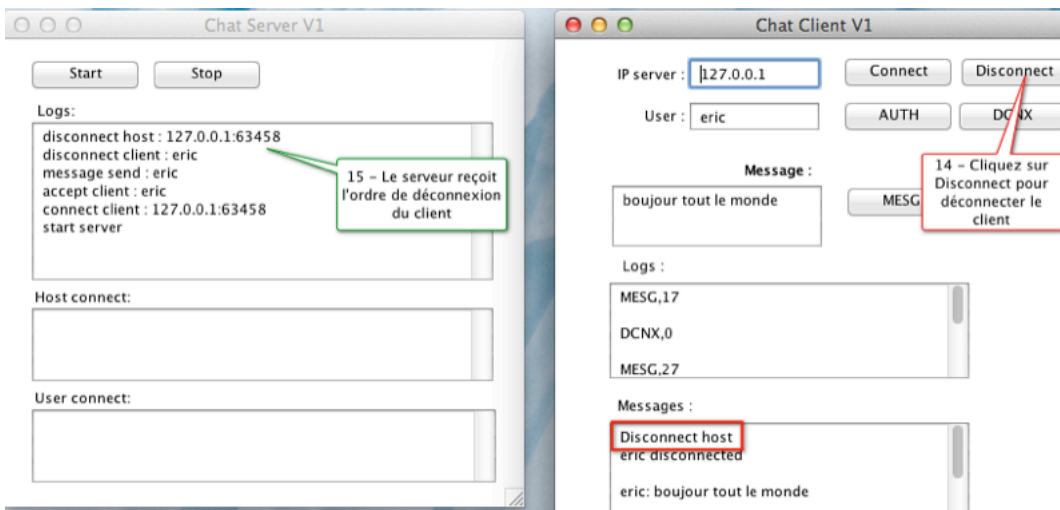 Chat Server V1
Start Stop
Logs:
disconnect host : 127.0.0.1:63458
disconnect client : eric
message send : eric
accept client : eric
connect client : 127.0.0.1:63458
start server
15 – Le serveur reçoit
l'ordre de déconnexion
du client
Host connect:
User connect:
Chat Client V1
IP server : 127.0.0.1 Connect Disconnect
User : eric AUTH DCNX
14 – Cliquez sur
Disconnect pour
déconnecter le
client
Message :
boujour tout le monde MESG
Logs :
MESG,17
DCNX,0
MESG,27
Messages :
Disconnect host
eric disconnected
eric: boujour tout le monde